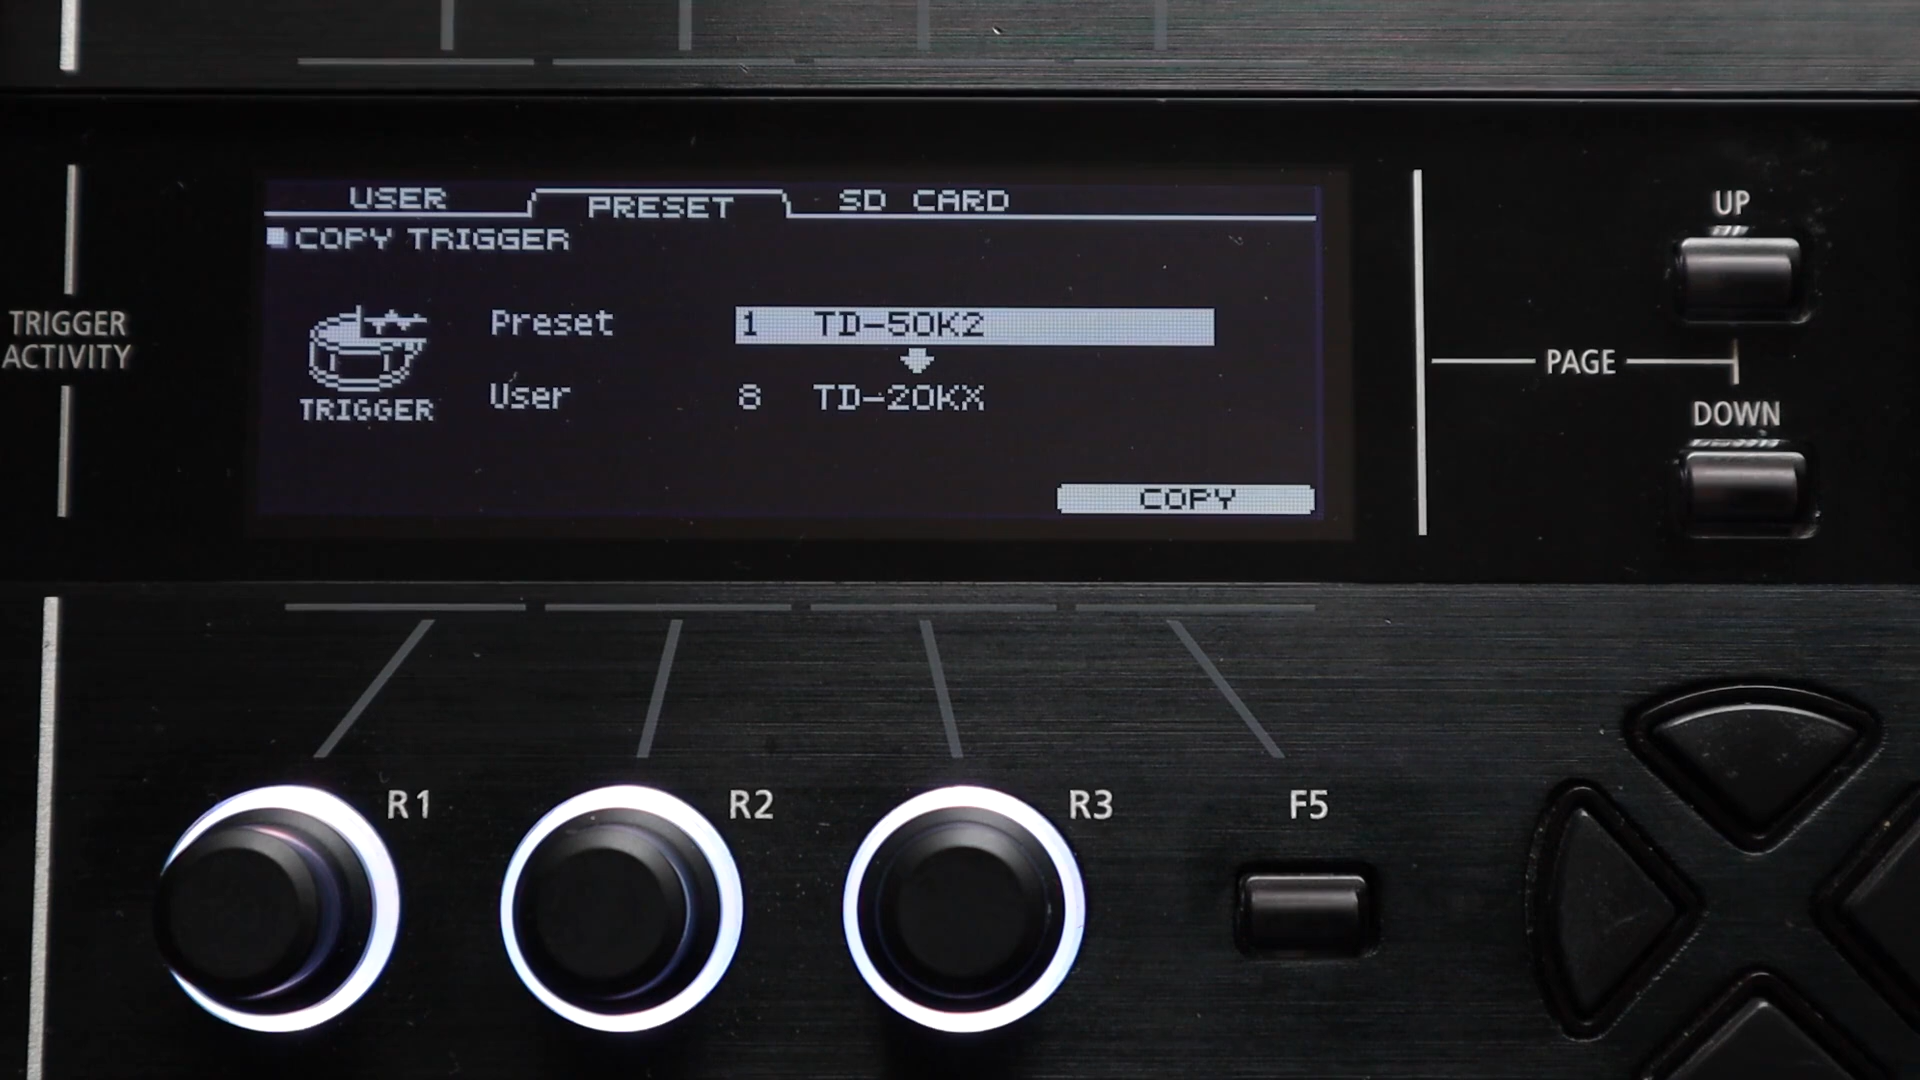 USER PRESET SD CARD
COPY TRIGGER
Preset 1 TD-50K2
User 8 TD-20KX
TRIGGER
COPY
TRIGGER
ACTIVITY
UP
PAGE
DOWN
R1 R2 R3 F5